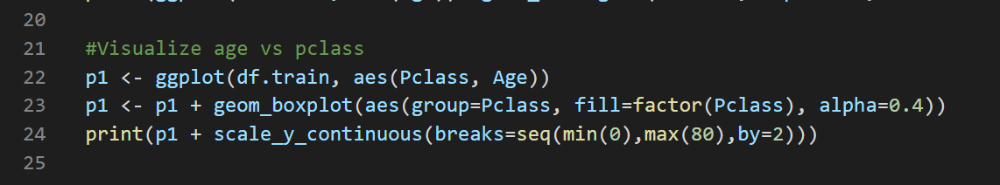 20
21 #Visualize age vs pclass
22 p1 <- ggplot(df.train, aes(Pclass, Age))
23 p1 <- p1 + geom_boxplot(aes(group=Pclass, fill=factor(Pclass), alpha=0.4))
24 print(p1 + scale_y_continuous(breaks=seq(min(0),max(80),by=2)))
25